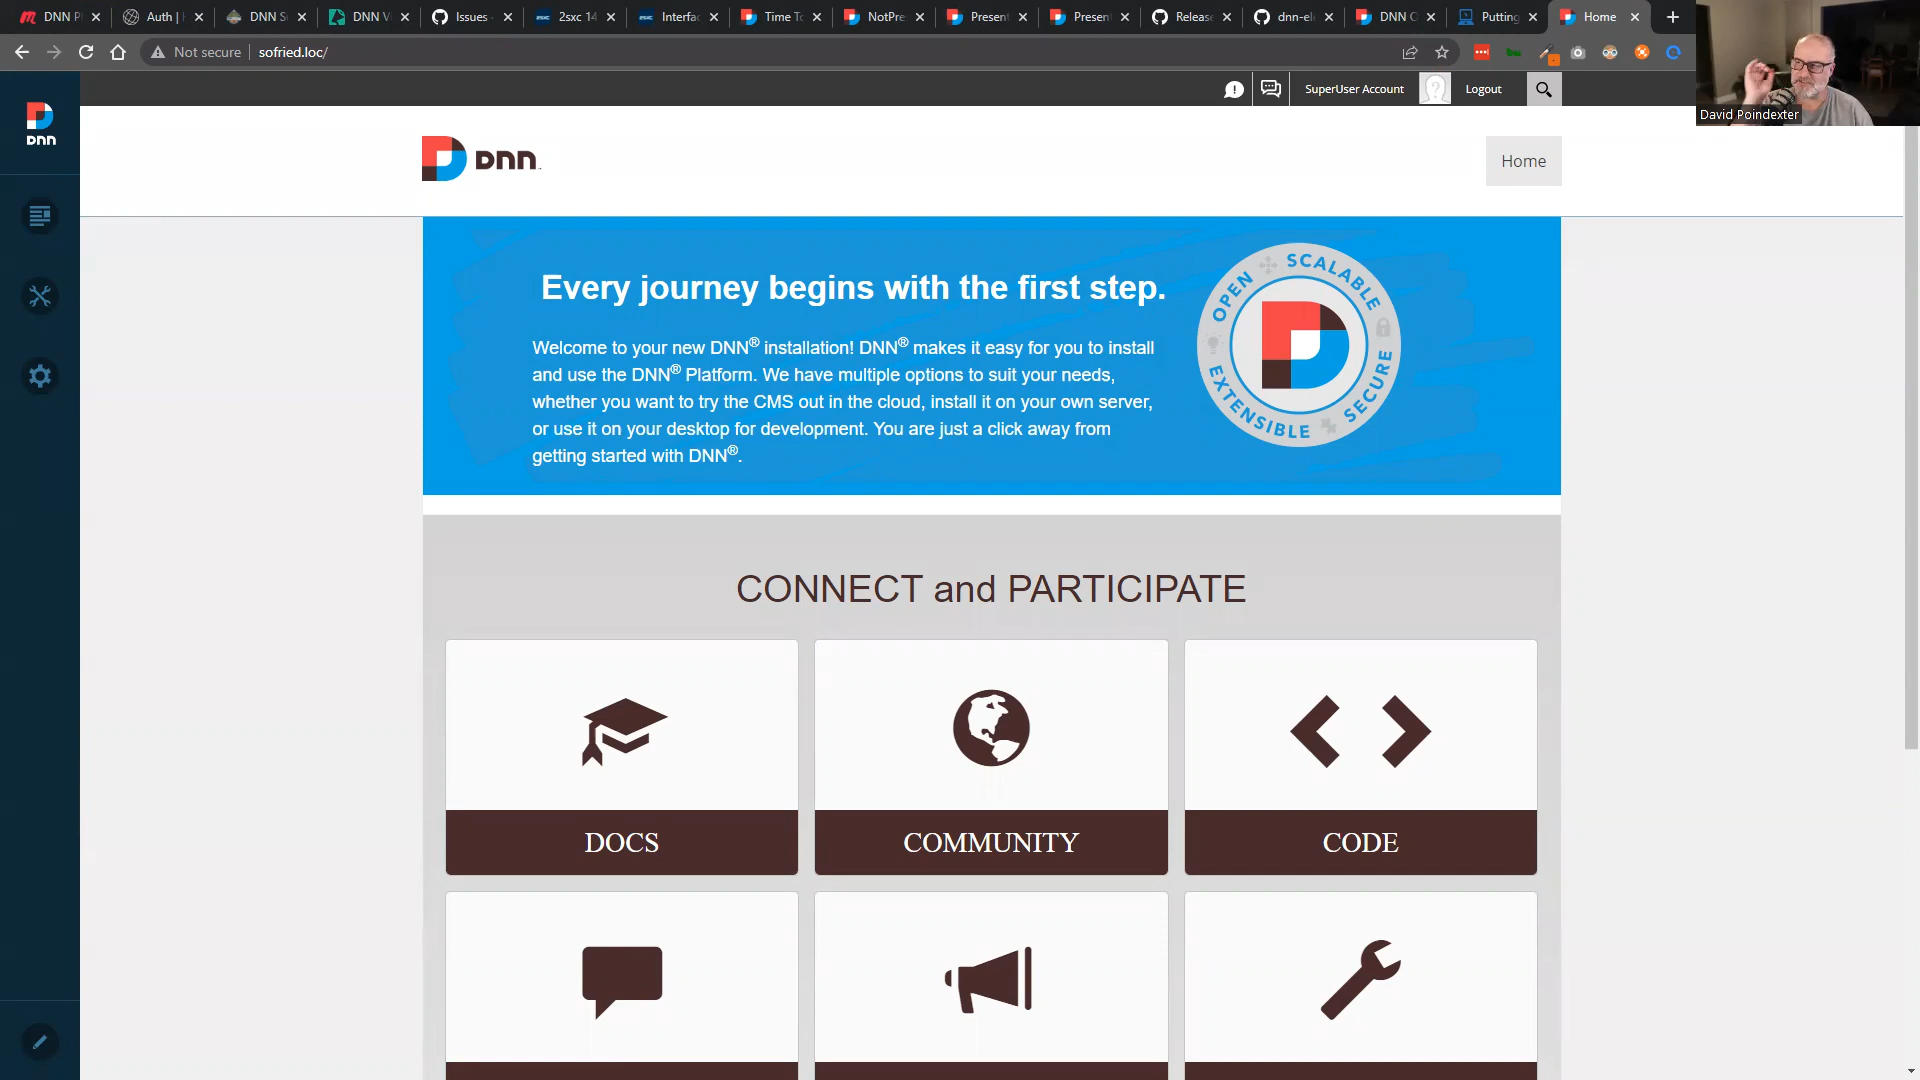 DNN P
Auth |
DNN S
DNN V
Issues
2sxc 14
Interfa
Time To
NotPre
Present
Present
Release
dnn-el
DNN C
Putting
Home
Not secure
sofried.loc/
David Poindexter
DNN
SuperUser Account
Logout
DNN
Home
Every journey begins with the first step.
Welcome to your new DNN® installation! DNN® makes it easy for you to install
and use the DNN® Platform. We have multiple options to suit your needs,
whether you want to try the CMS out in the cloud, install it on your own server,
or use it on your desktop for development. You are just a click away from
getting started with DNN®.
OPEN
SCALABLE
SECURE
EXTENSIBLE
CONNECT and PARTICIPATE
DOCS
COMMUNITY
CODE